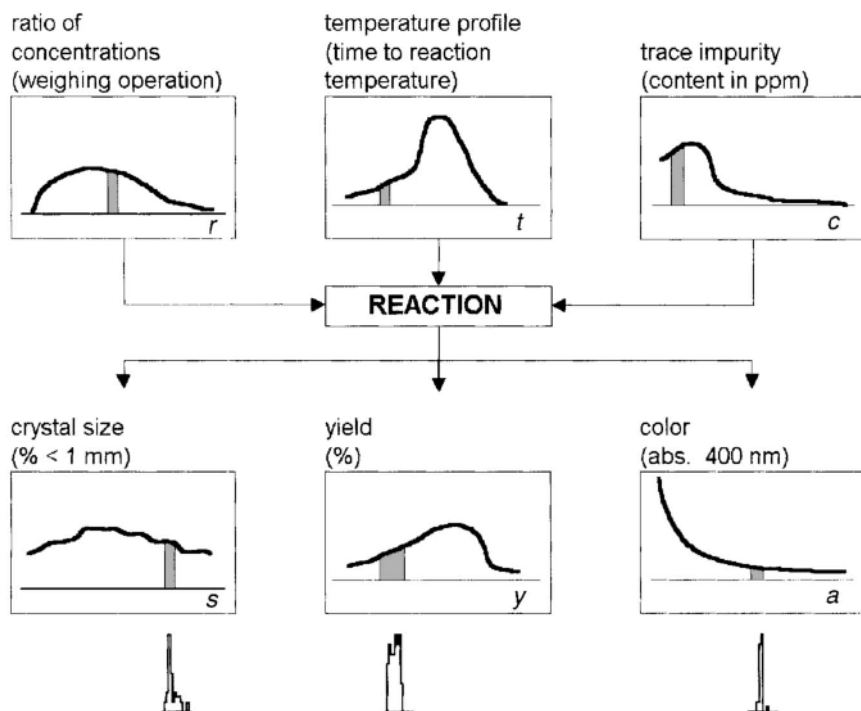 ratio of
concentrations
(weighing operation)
temperature profile
(time to reaction
temperature)
trace impurity
(content in ppm)
r
t
c
REACTION
crystal size
(% < 1 mm)
yield
(%)
color
(abs. 400 nm)
s
y
a